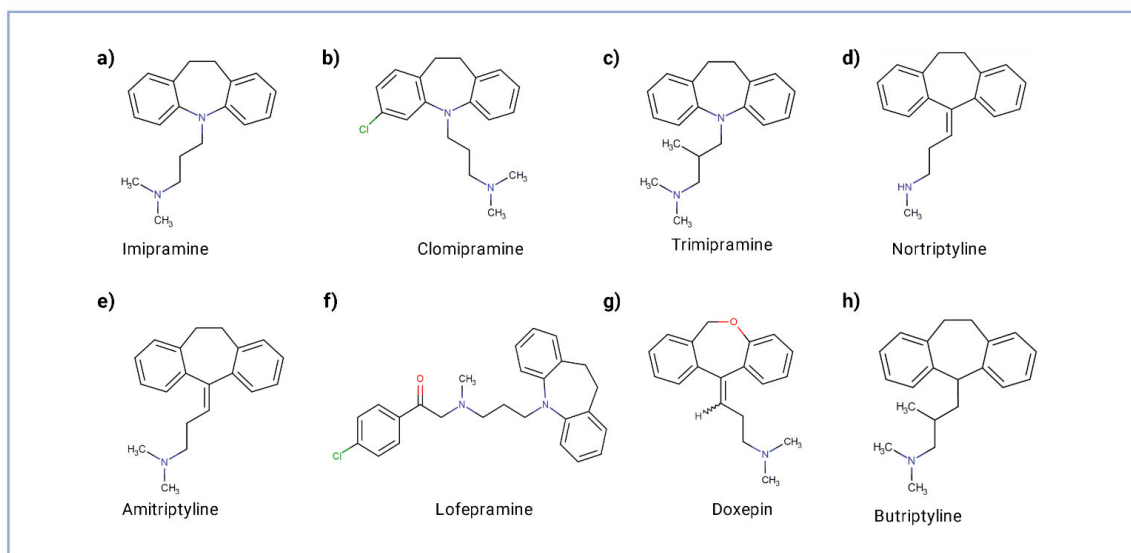 a)
b)
c)
d)
N
H₃C
N
CH₃
Imipramine
Cl
N
N
CH₃
CH₃
Clomipramine
N
H₃C
H₃C
N
CH₃
Trimipramine
HN
CH₃
Nortriptyline
e)
f)
g)
h)
H₃C
N
CH₃
Amitriptyline
O
CH₃
N
N
Cl
Lofepramine
O
H
N
CH₃
CH₃
Doxepin
H₃C
H₃C
N
CH₃
Butriptyline